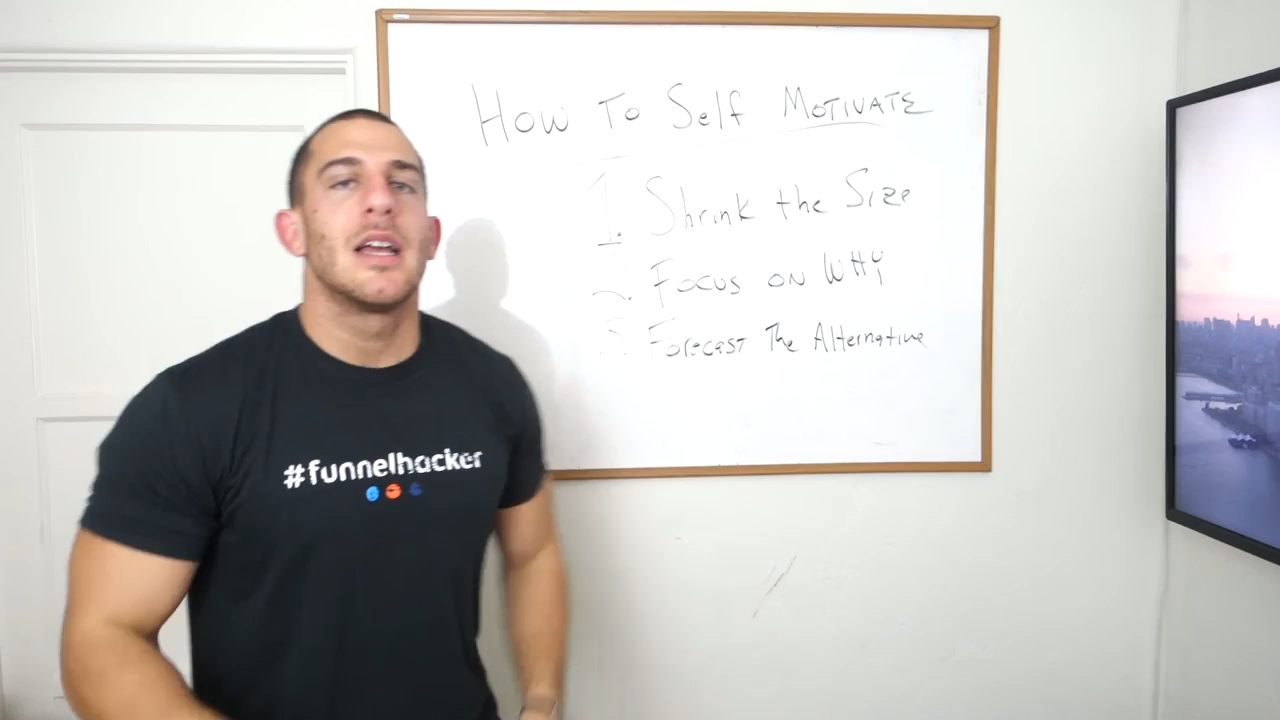 How To Self MOTIVATE
1. Shrink the Size
2. Focus on WHY
3. Forecast The Alternative
#funnelhacker